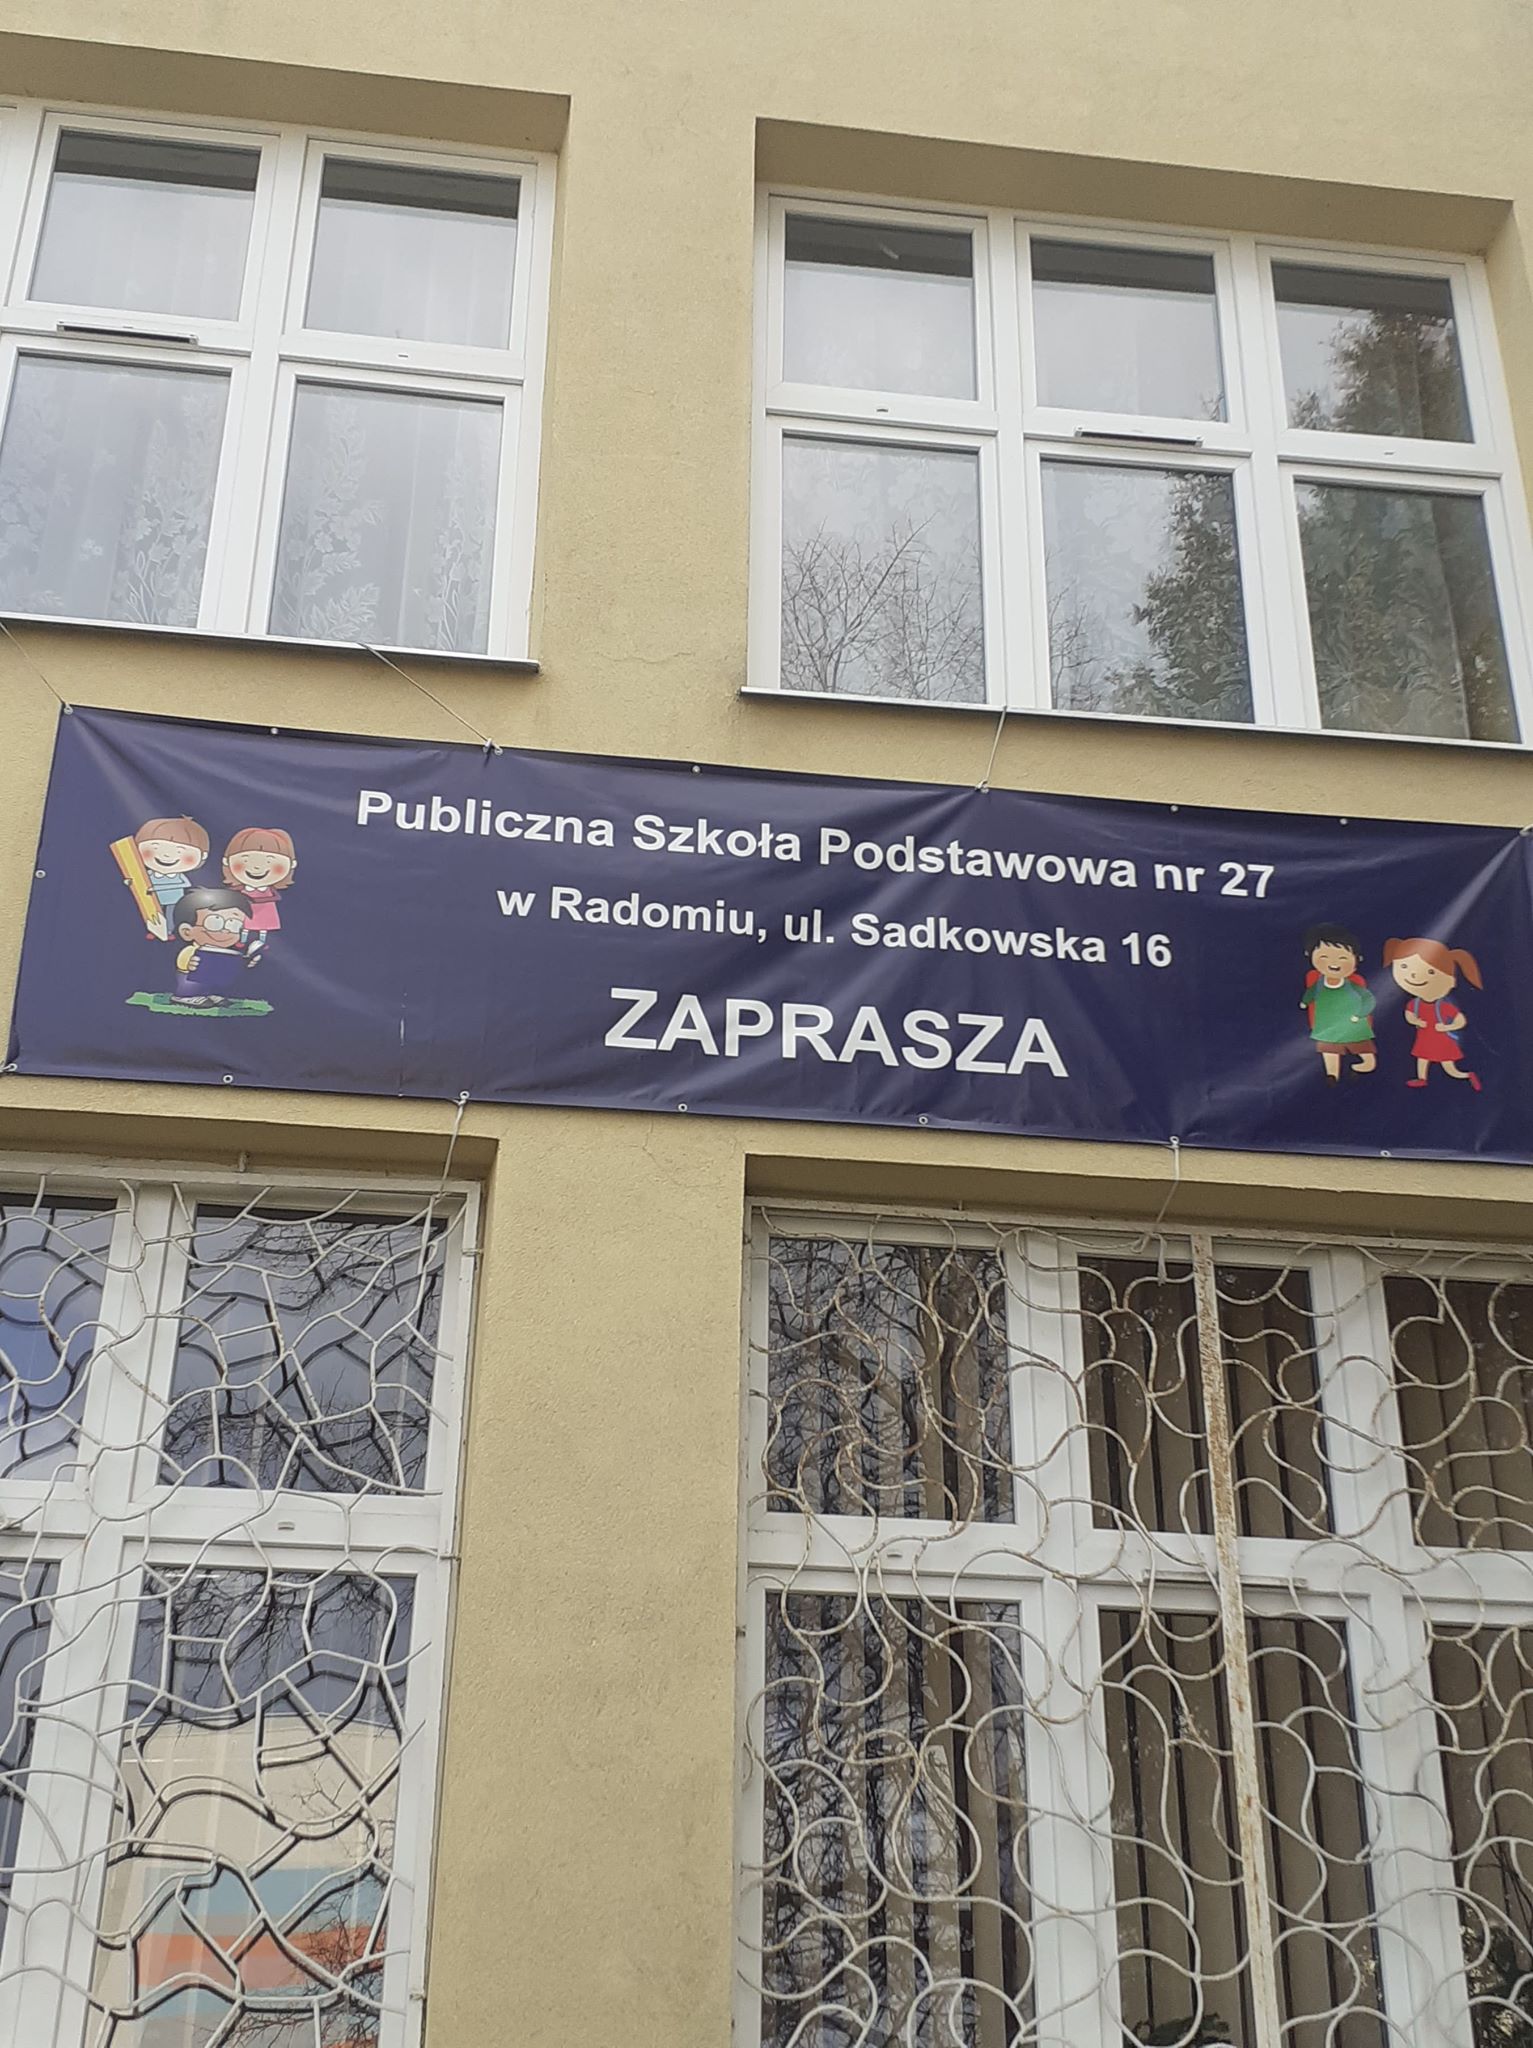 Publiczna Szkoła Podstawowa nr 27
w Radomiu, ul. Sadkowska 16
ZAPRASZA